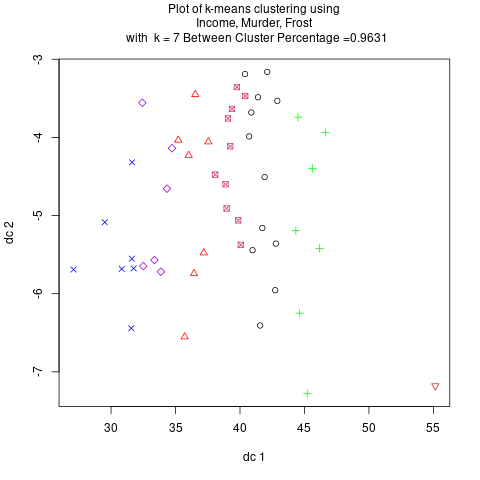 Plot of k-means clustering using
Income, Murder, Frost
with  k = 7 Between Cluster Percentage =0.9631
-3
-4
-5
-6
-7
dc 2
30
35
40
45
50
55
dc 1